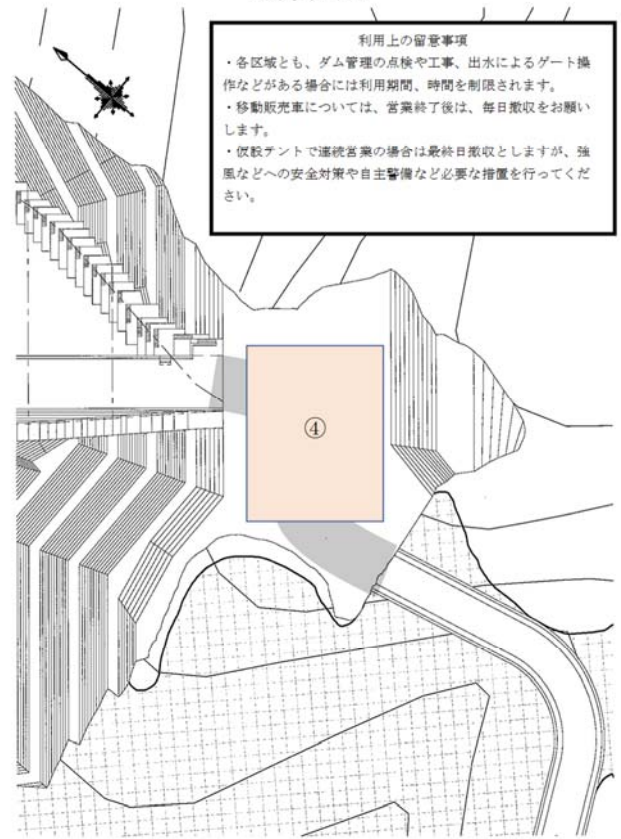 利用上の留意事項
・各区域とも、ダム管理の点検や工事、出水によるゲート操
作などがある場合には利用期間、時間を制限されます。
・移動販売車については、営業終了後は、毎日撤収をお願い
します。
・仮設テントで連続営業の場合は最終日撤収としますが、強
風などへの安全対策や自主警備など必要な措置を行ってくだ
さい。
④